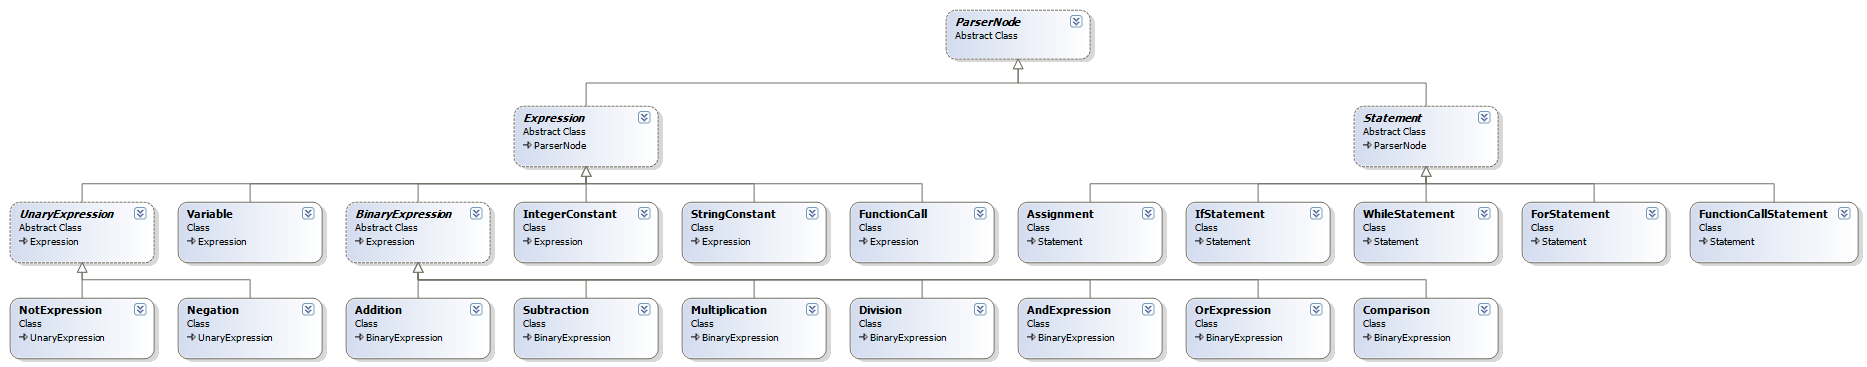 ParserNode
Abstract Class
Expression
Abstract Class
ParserNode
Statement
Abstract Class
ParserNode
UnaryExpression
Abstract Class
Expression
Variable
Class
Expression
BinaryExpression
Abstract Class
Expression
IntegerConstant
Class
Expression
StringConstant
Class
Expression
FunctionCall
Class
Expression
Assignment
Class
Statement
IfStatement
Class
Statement
WhileStatement
Class
Statement
ForStatement
Class
Statement
FunctionCallStatement
Class
Statement
NotExpression
Class
UnaryExpression
Negation
Class
UnaryExpression
Addition
Class
BinaryExpression
Subtraction
Class
BinaryExpression
Multiplication
Class
BinaryExpression
Division
Class
BinaryExpression
AndExpression
Class
BinaryExpression
OrExpression
Class
BinaryExpression
Comparison
Class
BinaryExpression